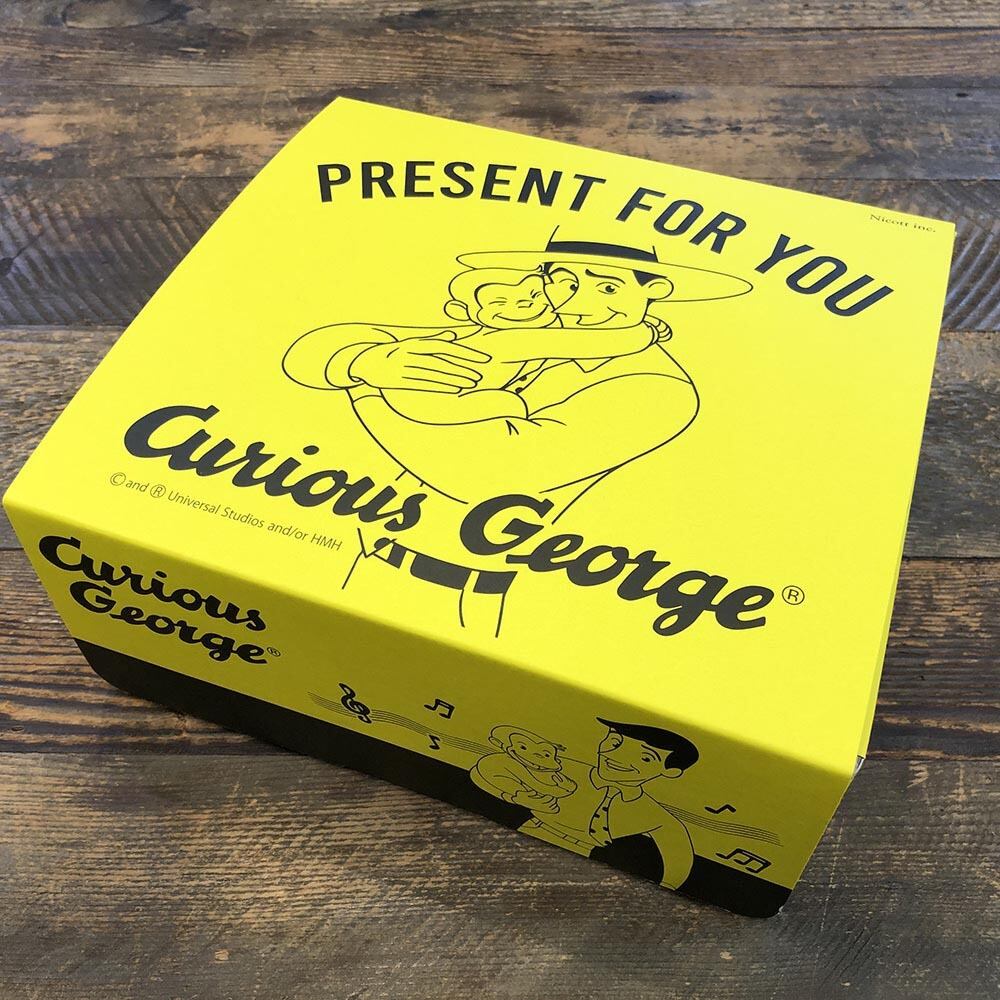 PRESENT FOR YOU
Nicott inc.
Curious George®
© and ® Universal Studios and/or HMH
Curious
George®